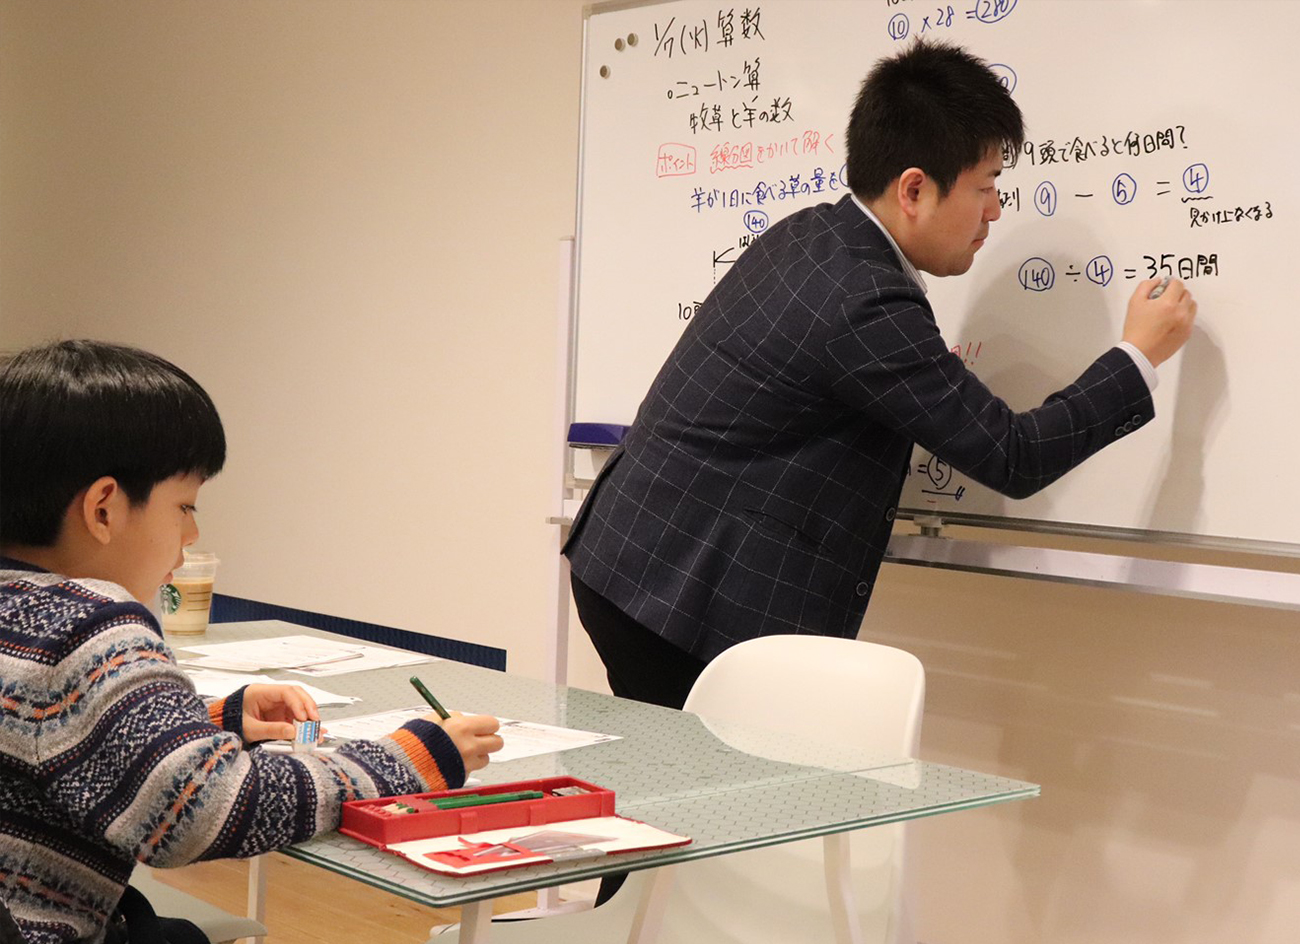 1/7(火) 算数
○ニュートン算
牧草と羊の数
ポイント 線分図をかいて解く
羊が1日に食べる草の量を
140
10
10 × 28 = 280
9頭で食べると何日間?
9 − 5 = 4
見かけ上なくなる
140 ÷ 4 = 35日間
!!
= 5